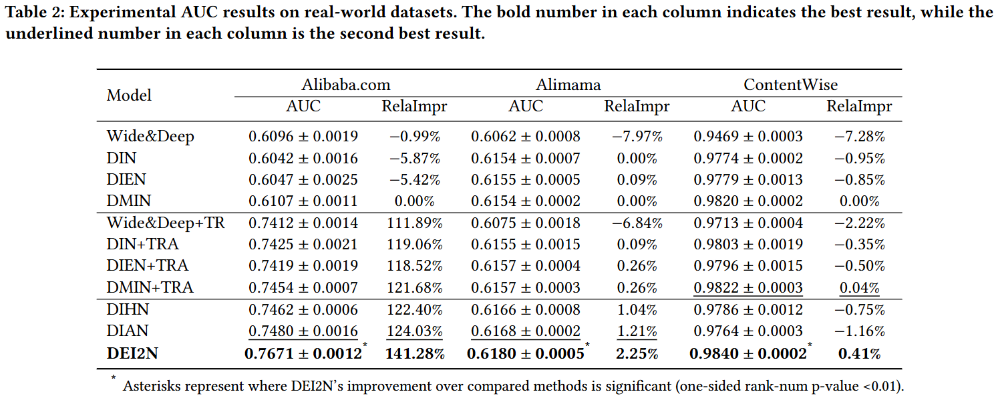 Table 2: Experimental AUC results on real-world datasets. The bold number in each column indicates the best result, while the
underlined number in each column is the second best result.
Model Alibaba.com Alimama ContentWise
AUC RelaImpr AUC RelaImpr AUC RelaImpr
Wide&Deep 0.6096 ± 0.0019 −0.99% 0.6062 ± 0.0008 −7.97% 0.9469 ± 0.0003 −7.28%
DIN 0.6042 ± 0.0016 −5.87% 0.6154 ± 0.0007 0.00% 0.9774 ± 0.0002 −0.95%
DIEN 0.6047 ± 0.0025 −5.42% 0.6155 ± 0.0005 0.09% 0.9779 ± 0.0013 −0.85%
DMIN 0.6107 ± 0.0011 0.00% 0.6154 ± 0.0002 0.00% 0.9820 ± 0.0002 0.00%
Wide&Deep+TR 0.7412 ± 0.0014 111.89% 0.6075 ± 0.0018 −6.84% 0.9713 ± 0.0004 −2.22%
DIN+TRA 0.7425 ± 0.0021 119.06% 0.6155 ± 0.0015 0.09% 0.9803 ± 0.0019 −0.35%
DIEN+TRA 0.7419 ± 0.0019 118.52% 0.6157 ± 0.0004 0.26% 0.9796 ± 0.0015 −0.50%
DMIN+TRA 0.7454 ± 0.0007 121.68% 0.6157 ± 0.0003 0.26% 0.9822 ± 0.0003 0.04%
DIHN 0.7462 ± 0.0006 122.40% 0.6166 ± 0.0008 1.04% 0.9786 ± 0.0012 −0.75%
DIAN 0.7480 ± 0.0016 124.03% 0.6168 ± 0.0002 1.21% 0.9764 ± 0.0003 −1.16%
DEI2N 0.7671 ± 0.0012* 141.28% 0.6180 ± 0.0005* 2.25% 0.9840 ± 0.0002* 0.41%
* Asterisks represent where DEI2N's improvement over compared methods is significant (one-sided rank-num p-value <0.01).